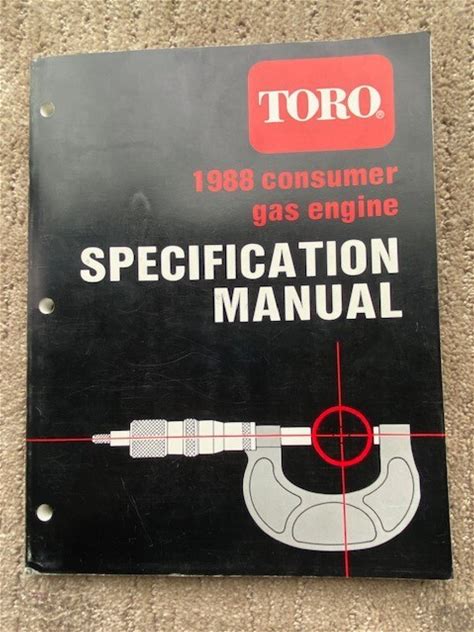 TORO®
1988 consumer
gas engine
SPECIFICATION
MANUAL